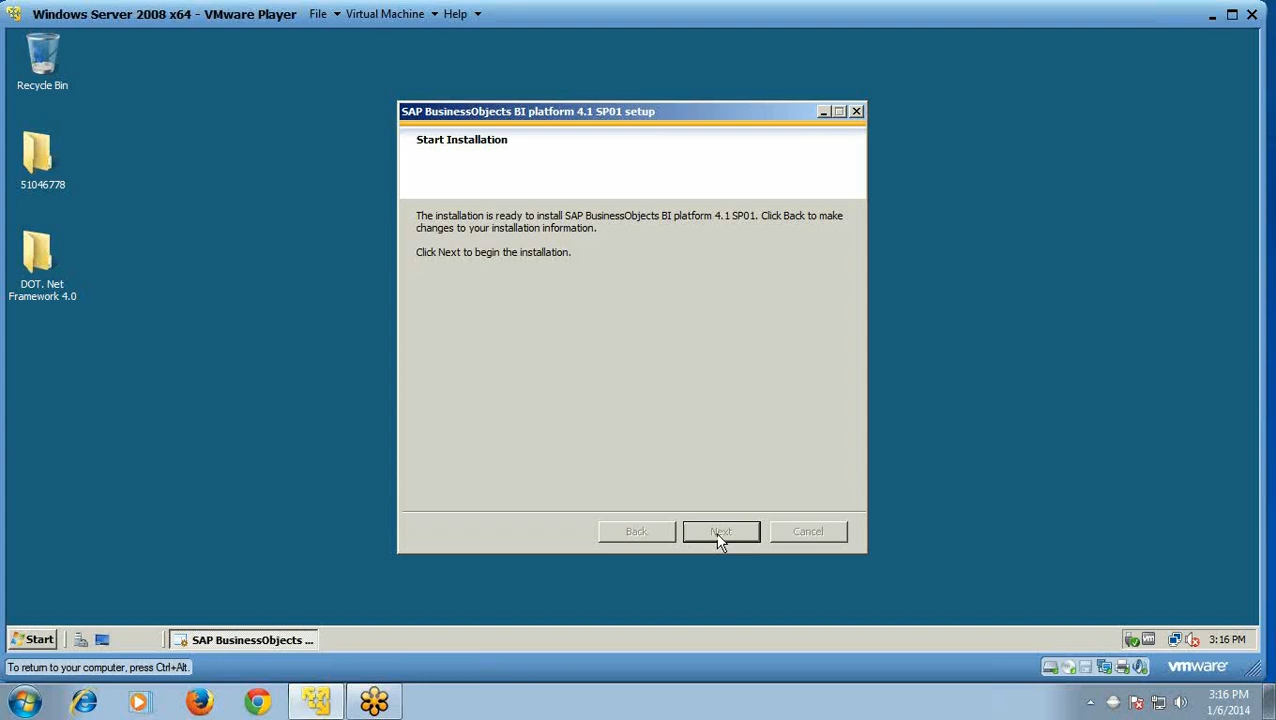 Windows Server 2008 x64 - VMware Player File Virtual Machine Help
Recycle Bin
51046778
DOT. Net
Framework 4.0
SAP BusinessObjects BI platform 4.1 SP01 setup
Start Installation
The installation is ready to install SAP BusinessObjects BI platform 4.1 SP01. Click Back to make
changes to your installation information.
Click Next to begin the installation.
Back Next Cancel
Start SAP BusinessObjects ... 3:16 PM
To return to your computer, press Ctrl+Alt. vmware
3:16 PM
1/6/2014